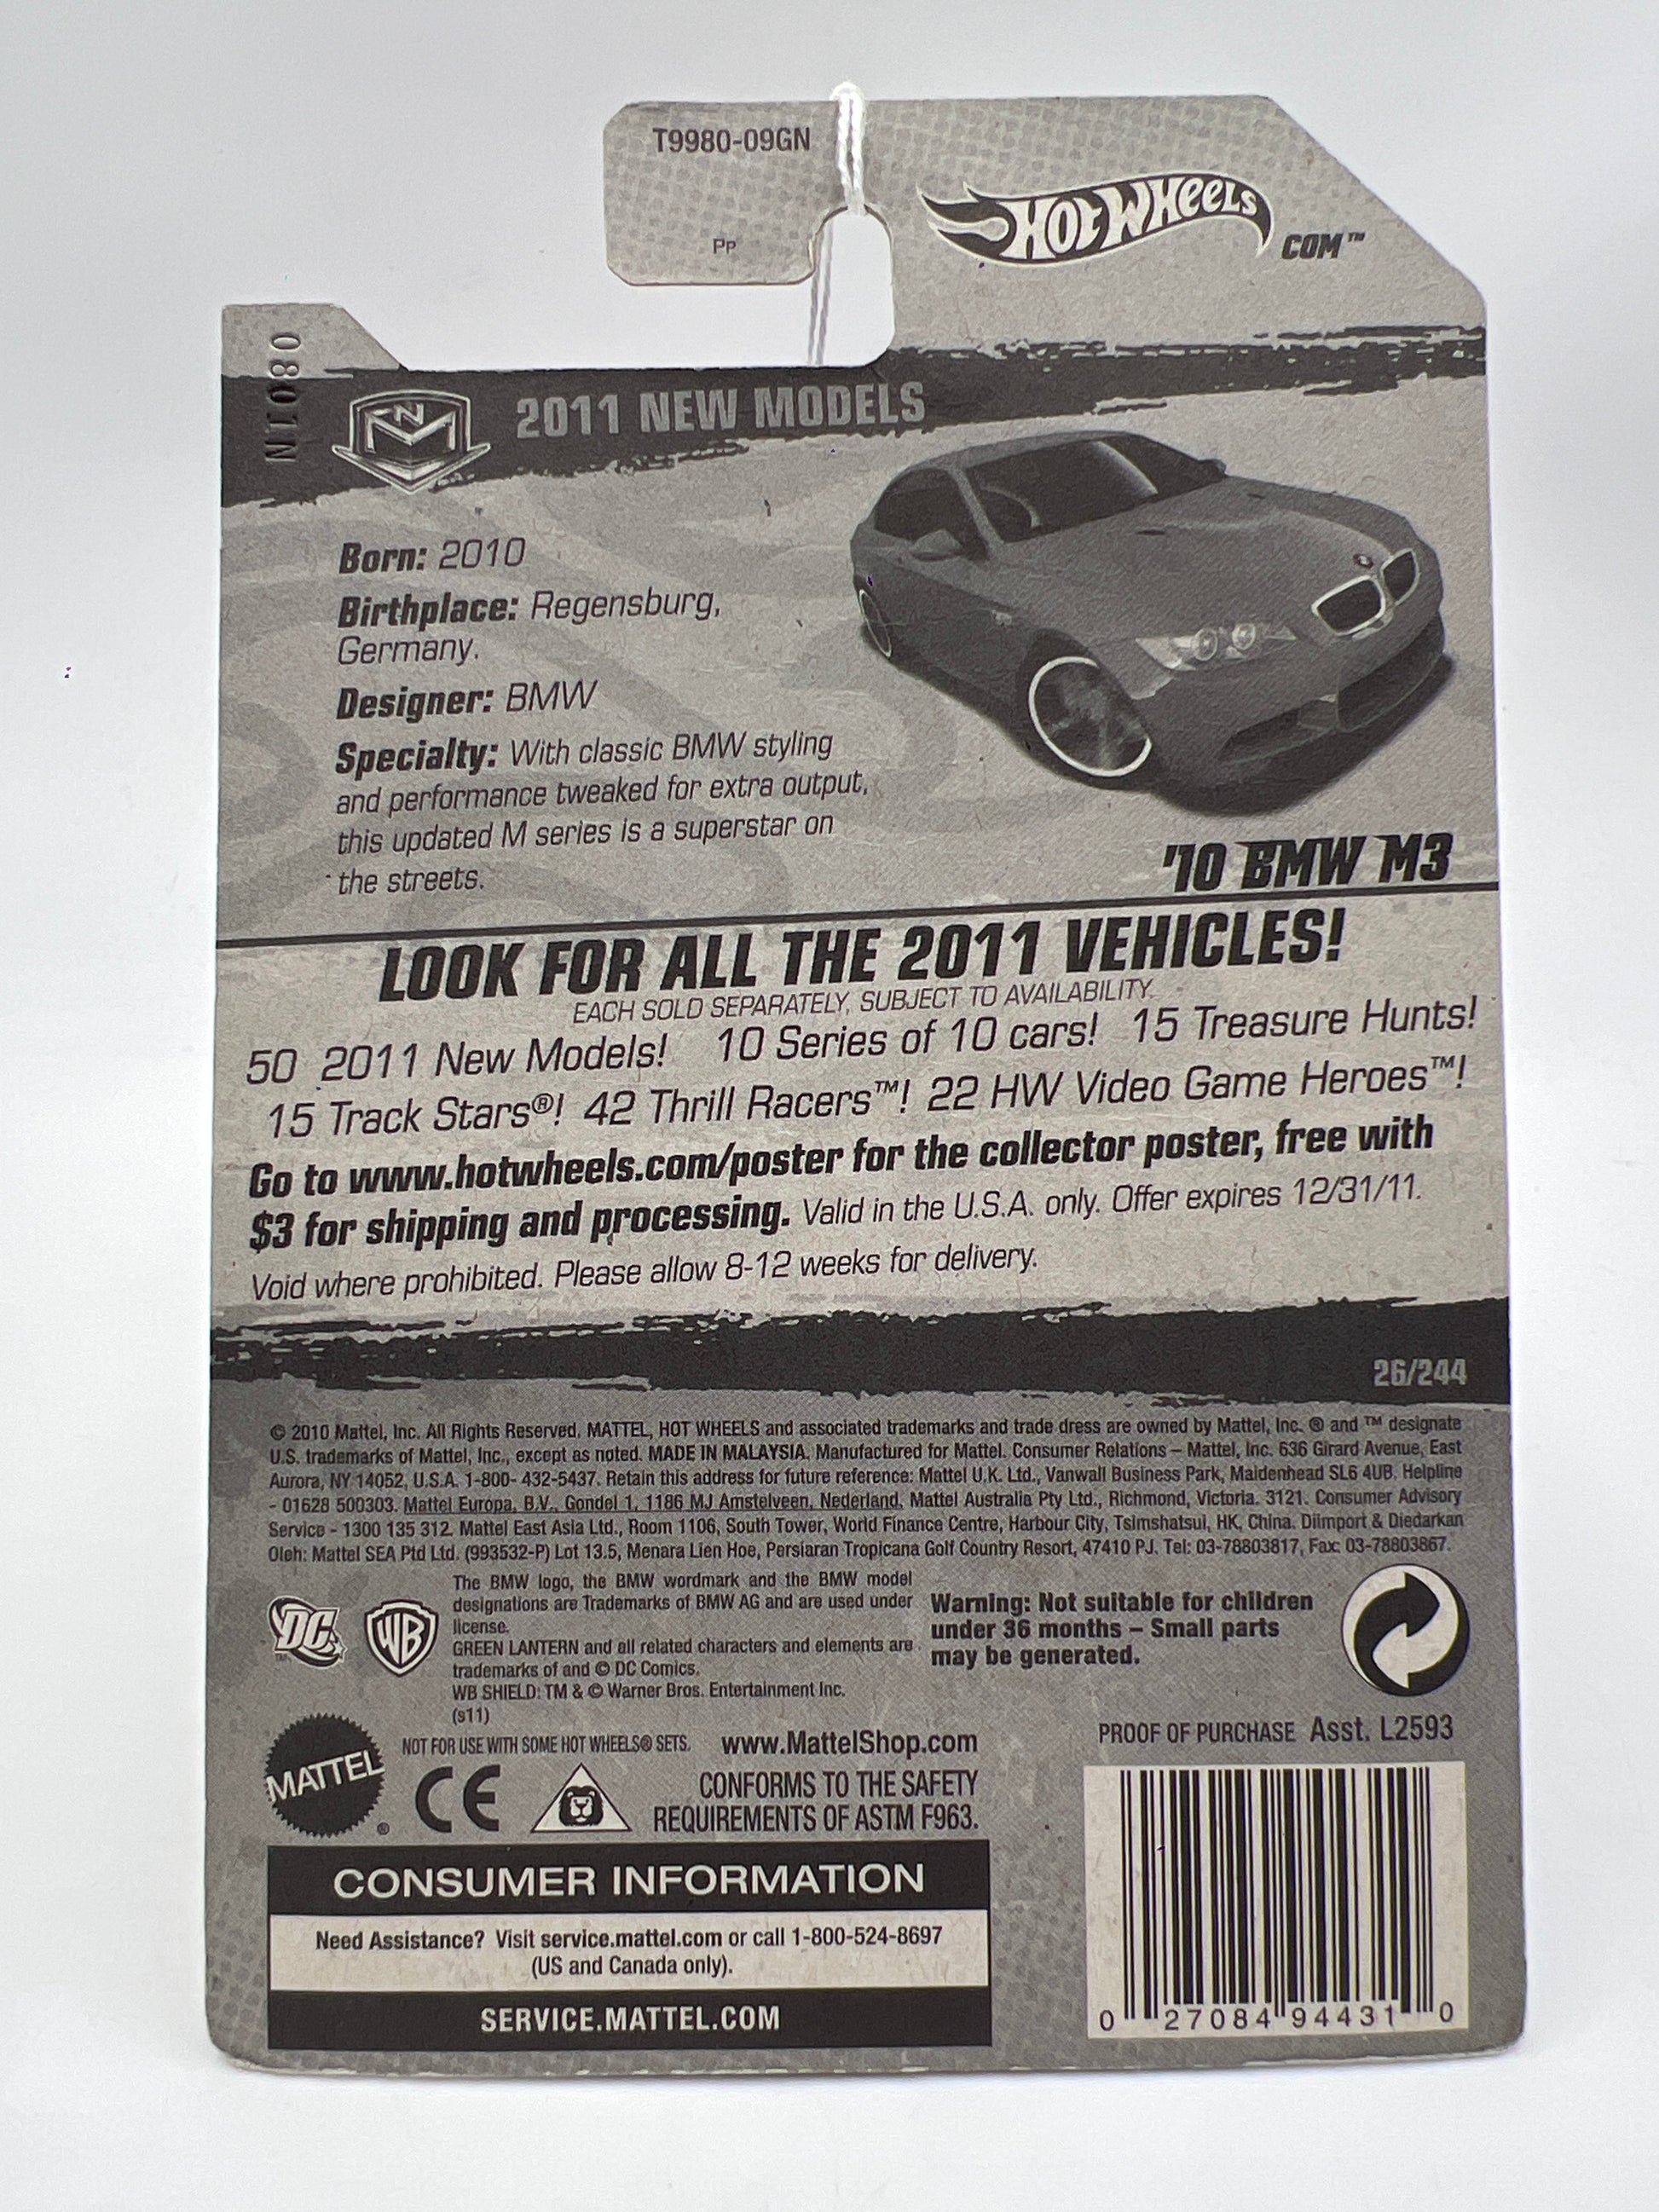 T9980-09GN
Pp
HOT WHEELS
COM™
0801N
NM
2011 NEW MODELS
Born: 2010
Birthplace: Regensburg,
Germany.
Designer: BMW
Specialty: With classic BMW styling
and performance tweaked for extra output,
this updated M series is a superstar on
the streets.
'10 BMW M3
LOOK FOR ALL THE 2011 VEHICLES!
EACH SOLD SEPARATELY, SUBJECT TO AVAILABILITY.
50 2011 New Models! 10 Series of 10 cars! 15 Treasure Hunts!
15 Track Stars®! 42 Thrill Racers™! 22 HW Video Game Heroes™!
Go to www.hotwheels.com/poster for the collector poster, free with
$3 for shipping and processing. Valid in the U.S.A. only. Offer expires 12/31/11.
Void where prohibited. Please allow 8-12 weeks for delivery.
26/244
© 2010 Mattel, Inc. All Rights Reserved. MATTEL, HOT WHEELS and associated trademarks and trade dress are owned by Mattel, Inc. ® and ™ designate
U.S. trademarks of Mattel, Inc., except as noted. MADE IN MALAYSIA. Manufactured for Mattel. Consumer Relations – Mattel, Inc. 636 Girard Avenue, East
Aurora, NY 14052, U.S.A. 1-800- 432-5437. Retain this address for future reference: Mattel U.K. Ltd., Vanwall Business Park, Maidenhead SL6 4UB. Helpline
- 01628 500303. Mattel Europa, B.V., Gondel 1, 1186 MJ Amstelveen, Nederland. Mattel Australia Pty Ltd., Richmond, Victoria. 3121. Consumer Advisory
Service - 1300 135 312. Mattel East Asia Ltd., Room 1106, South Tower, World Finance Centre, Harbour City, Tsimshatsui, HK, China. Diimport & Diedarkan
Oleh: Mattel SEA Ptd Ltd. (993532-P) Lot 13.5, Menara Lien Hoe, Persiaran Tropicana Golf Country Resort, 47410 PJ. Tel: 03-78803817, Fax: 03-78803867.
DC
TM
WB
The BMW logo, the BMW wordmark and the BMW model
designations are Trademarks of BMW AG and are used under
license.
GREEN LANTERN and all related characters and elements are
trademarks of and © DC Comics.
WB SHIELD: TM & © Warner Bros. Entertainment Inc.
(s11)
Warning: Not suitable for children
under 36 months – Small parts
may be generated.
MATTEL
®
NOT FOR USE WITH SOME HOT WHEELS® SETS. www.MattelShop.com
CE
CONFORMS TO THE SAFETY
REQUIREMENTS OF ASTM F963.
PROOF OF PURCHASE Asst. L2593
CONSUMER INFORMATION
Need Assistance? Visit service.mattel.com or call 1-800-524-8697
(US and Canada only).
SERVICE.MATTEL.COM
0 27084 94431 0